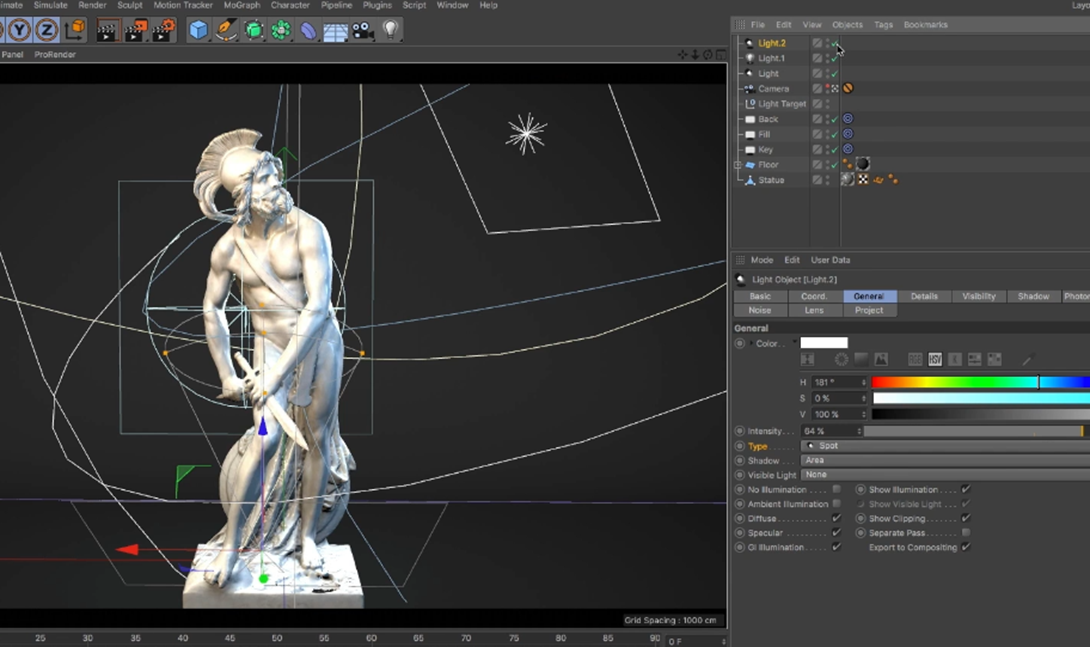 imate Simulate Render Sculpt Motion Tracker MoGraph Character Pipeline Plugins Script Window Help
Layo
Y Z
Panel ProRender
File Edit View Objects Tags Bookmarks
Light.2
Light.1
Light
Camera
Light Target
Back
Fill
Key
Floor
Statue
Mode Edit User Data
Light Object [Light.2]
Basic Coord. General Details Visibility Shadow Photon
Noise Lens Project
General
Color. .
HSV
H 181 °
S 0 %
V 100 %
Intensity. . . . 64 %
Type . . . . . Spot
Shadow. . . . Area
Visible Light . None
No Illumination . . . . Show Illumination . . . .
Ambient Illumination Show Visible Light . .
Diffuse . . . . . . . . . Show Clipping. . . . . .
Specular . . . . . . . Separate Pass. . . . .
GI Illumination. . . . . Export to Compositing
Grid Spacing : 1000 cm
25 30 35 40 45 50 55 60 65 70 75 80 85 90 0 F